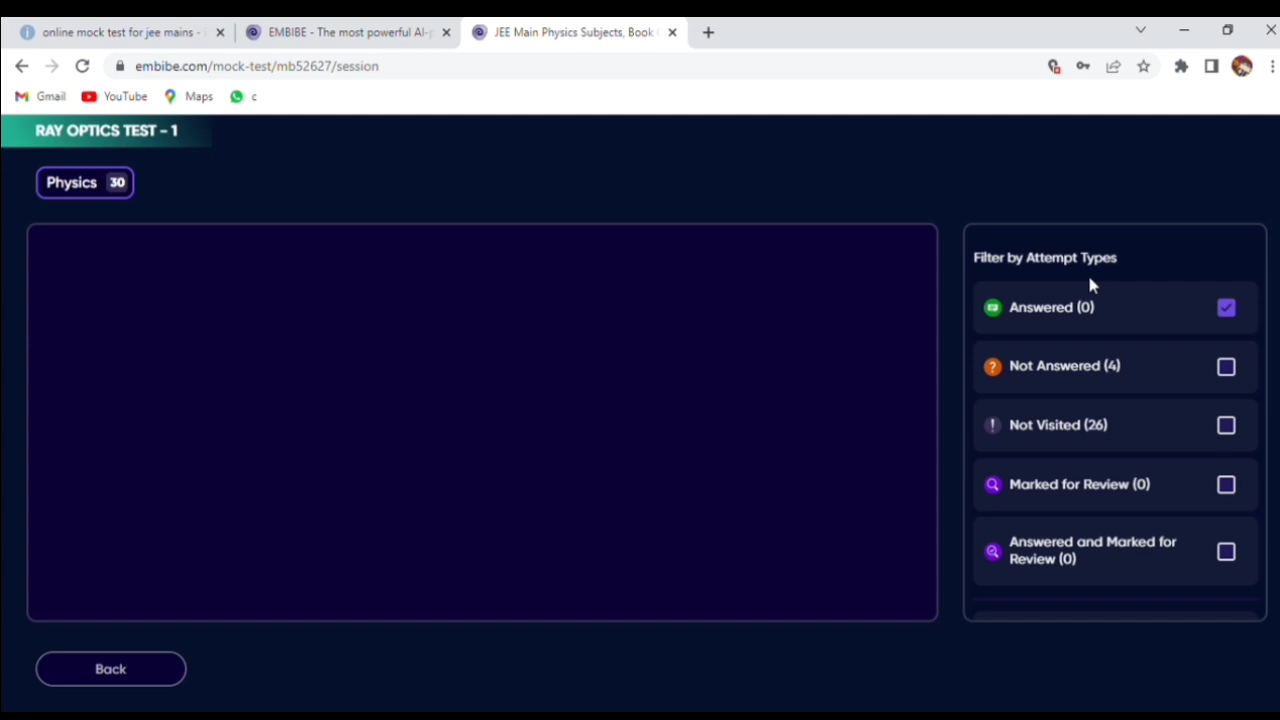 online mock test for jee mains -
EMBIBE - The most powerful AI-p
JEE Main Physics Subjects, Book
embibe.com/mock-test/mb52627/session
Gmail
YouTube
Maps
c
RAY OPTICS TEST - 1
Physics 30
Filter by Attempt Types
Answered (0)
Not Answered (4)
Not Visited (26)
Marked for Review (0)
Answered and Marked for
Review (0)
Back